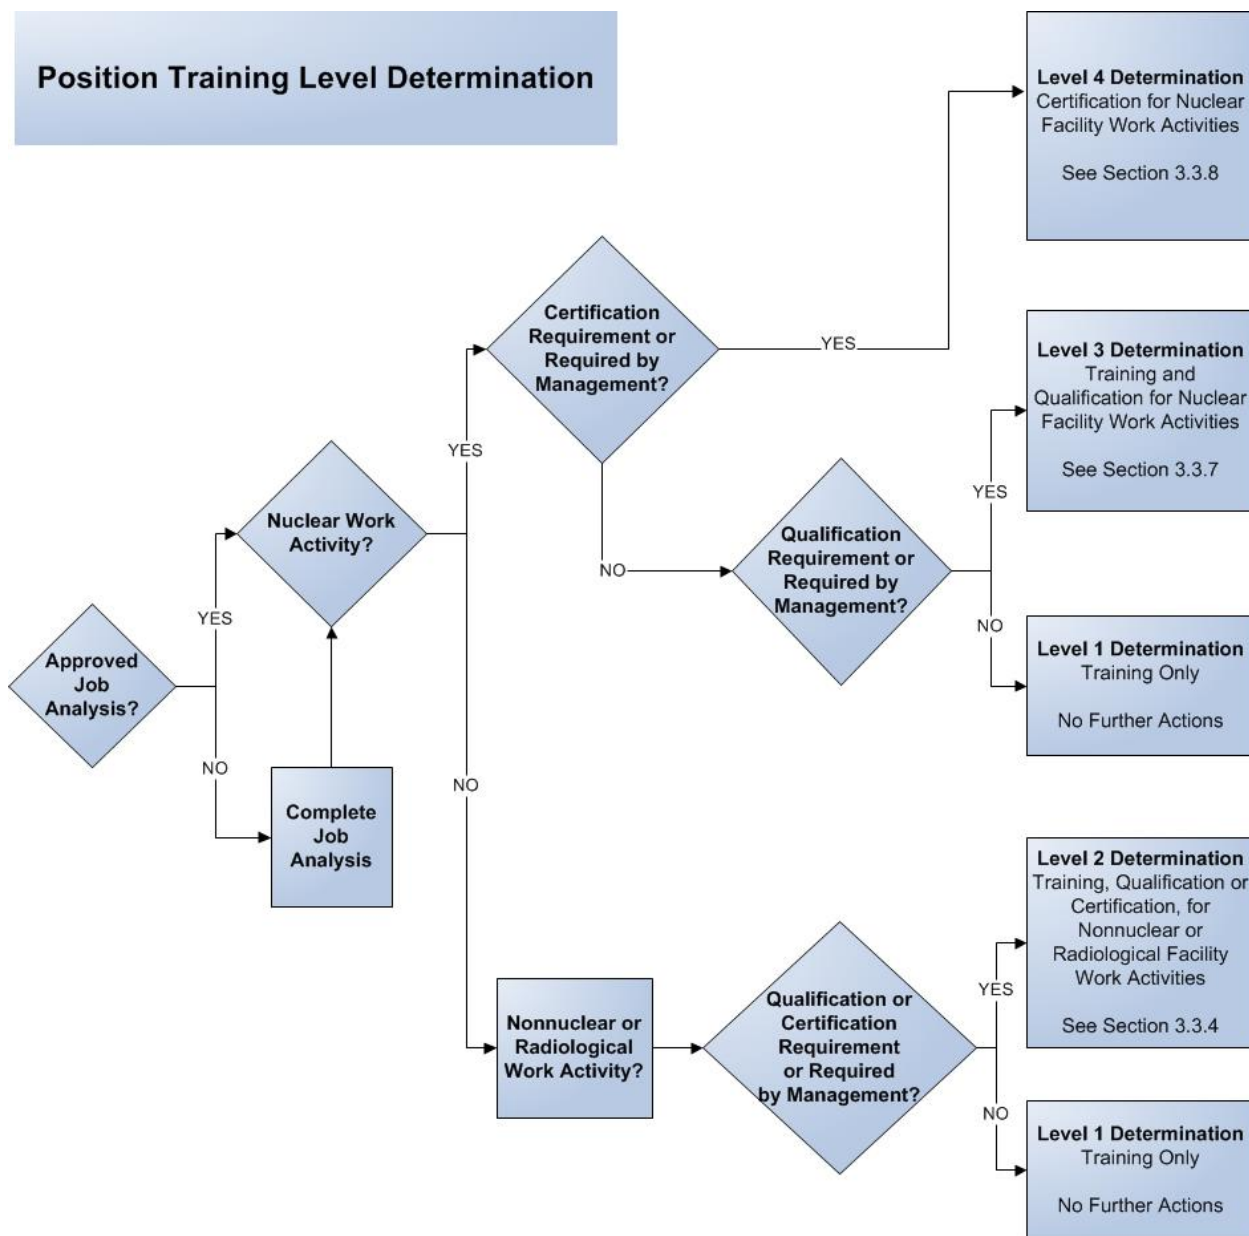 Position Training Level Determination
Level 4 Determination
Certification for Nuclear
Facility Work Activities
See Section 3.3.8
Certification
Requirement or
Required by
Management?
YES
Level 3 Determination
Training and
Qualification for Nuclear
Facility Work Activities
See Section 3.3.7
YES
Nuclear Work
Activity?
YES
Qualification
Requirement or
Required by
Management?
NO
NO
Level 1 Determination
Training Only
No Further Actions
YES
Approved
Job
Analysis?
NO
Complete
Job
Analysis
NO
Level 2 Determination
Training, Qualification or
Certification, for
Nonnuclear or
Radiological Facility
Work Activities
See Section 3.3.4
Nonnuclear or
Radiological
Work Activity?
Qualification or
Certification
Requirement
or Required
by Management?
YES
NO
Level 1 Determination
Training Only
No Further Actions